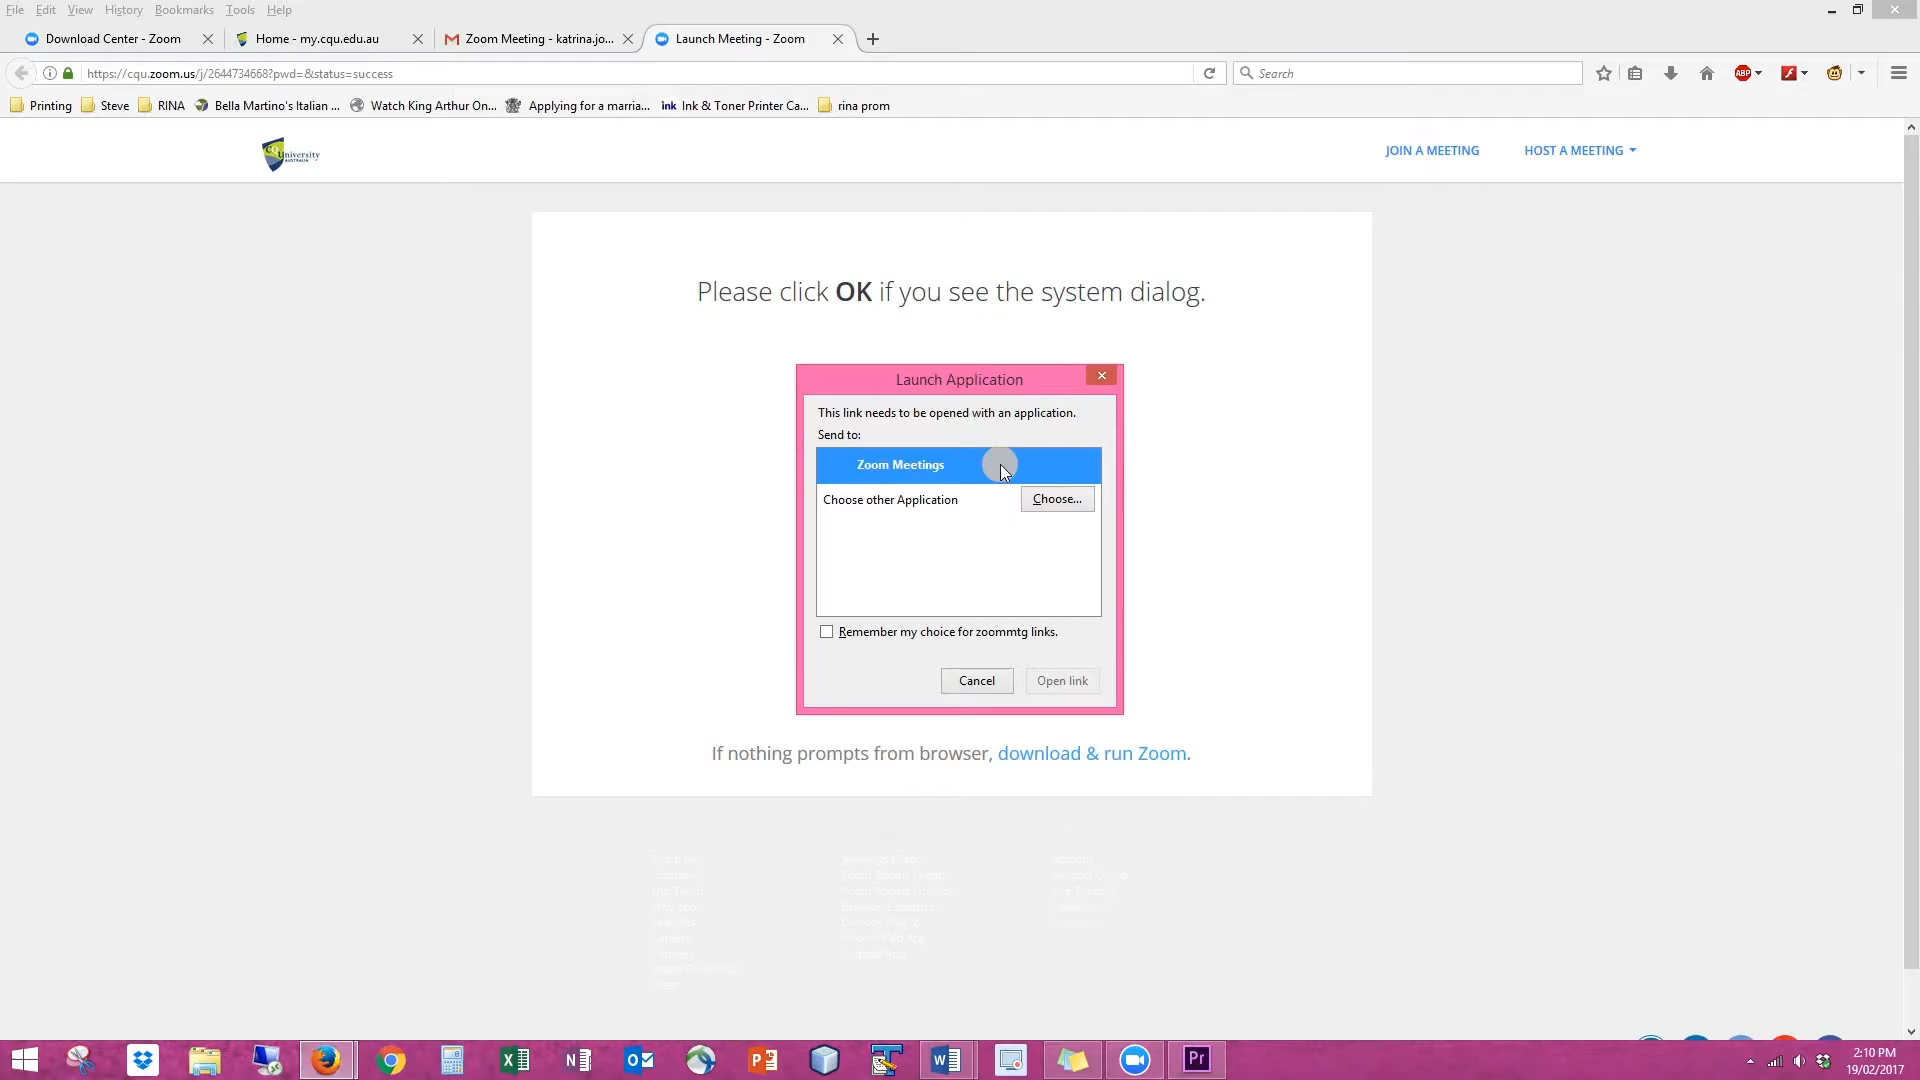 File Edit View History Bookmarks Tools Help
Download Center - Zoom
Home - my.cqu.edu.au
Zoom Meeting - katrina.jo...
Launch Meeting - Zoom
https://cqu.zoom.us/j/2644734668?pwd=&status=success
Search
ABP
Printing Steve RINA Bella Martino's Italian ... Watch King Arthur On... Applying for a marria... ink Ink & Toner Printer Ca... rina prom
CQUniversity
AUSTRALIA
JOIN A MEETING
HOST A MEETING
Please click OK if you see the system dialog.
Launch Application
This link needs to be opened with an application.
Send to:
Zoom Meetings
Choose other Application
Choose...
Remember my choice for zoommtg links.
Cancel
Open link
If nothing prompts from browser, download & run Zoom.
Pr
2:10 PM
19/02/2017